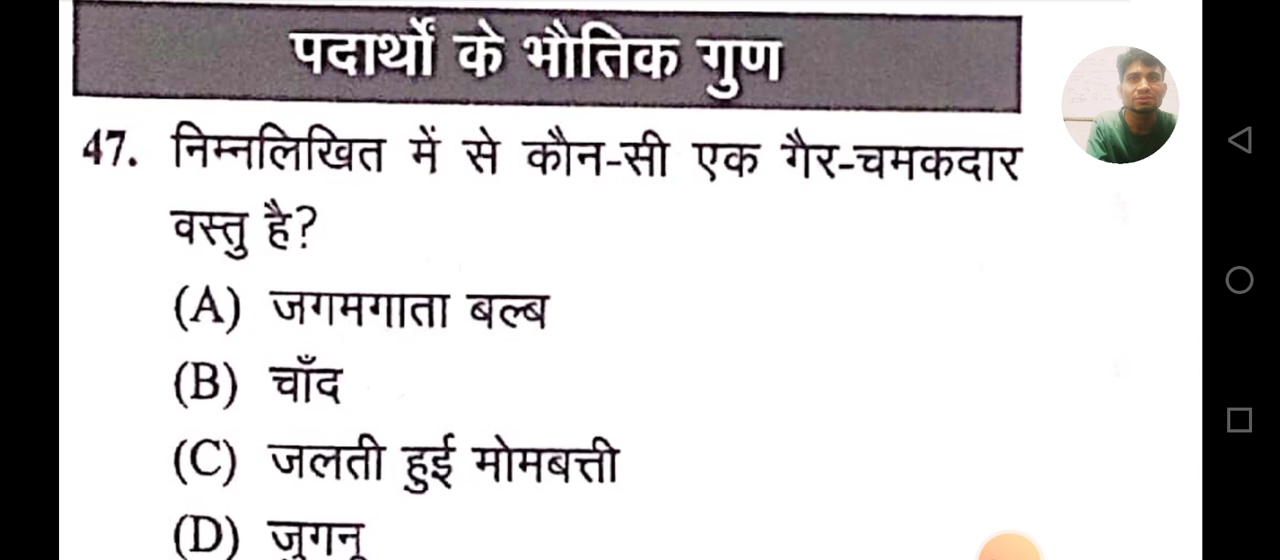 पदार्थों के भौतिक गुण
47. निम्नलिखित में से कौन-सी एक गैर-चमकदार
वस्तु है?
(A) जगमगाता बल्ब
(B) चाँद
(C) जलती हुई मोमबत्ती
(D) जुगनू